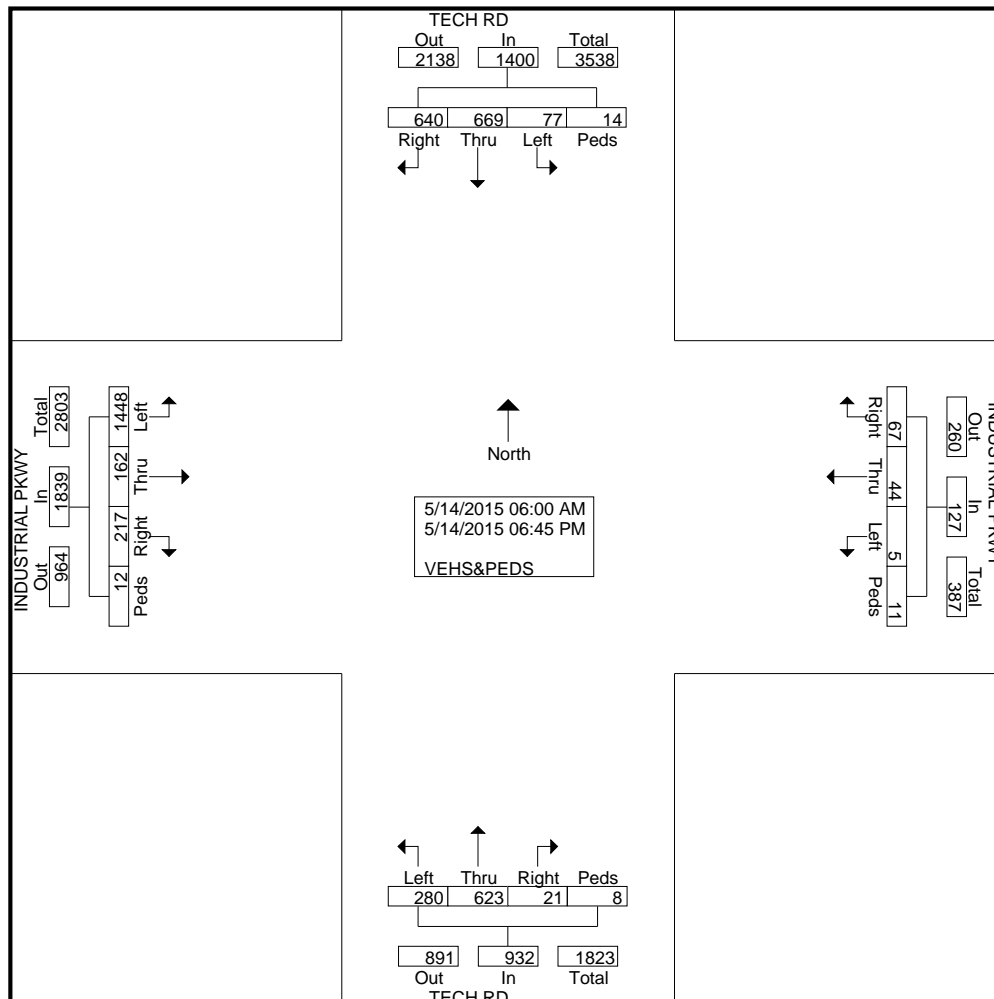 TECH RD
Out In Total
2138 1400 3538
640 669 77 14
Right Thru Left Peds
INDUSTRIAL PKWY
Total In Out
2803 1839 964
1448 162 217 12
Left Thru Right Peds
North
5/14/2015 06:00 AM
5/14/2015 06:45 PM
VEHS&PEDS
Right Thru Left Peds
67 44 5 11
Out In Total
260 127 387
INDUSTRIAL PKWY
Left Thru Right Peds
280 623 21 8
891 932 1823
Out In Total
TECH RD